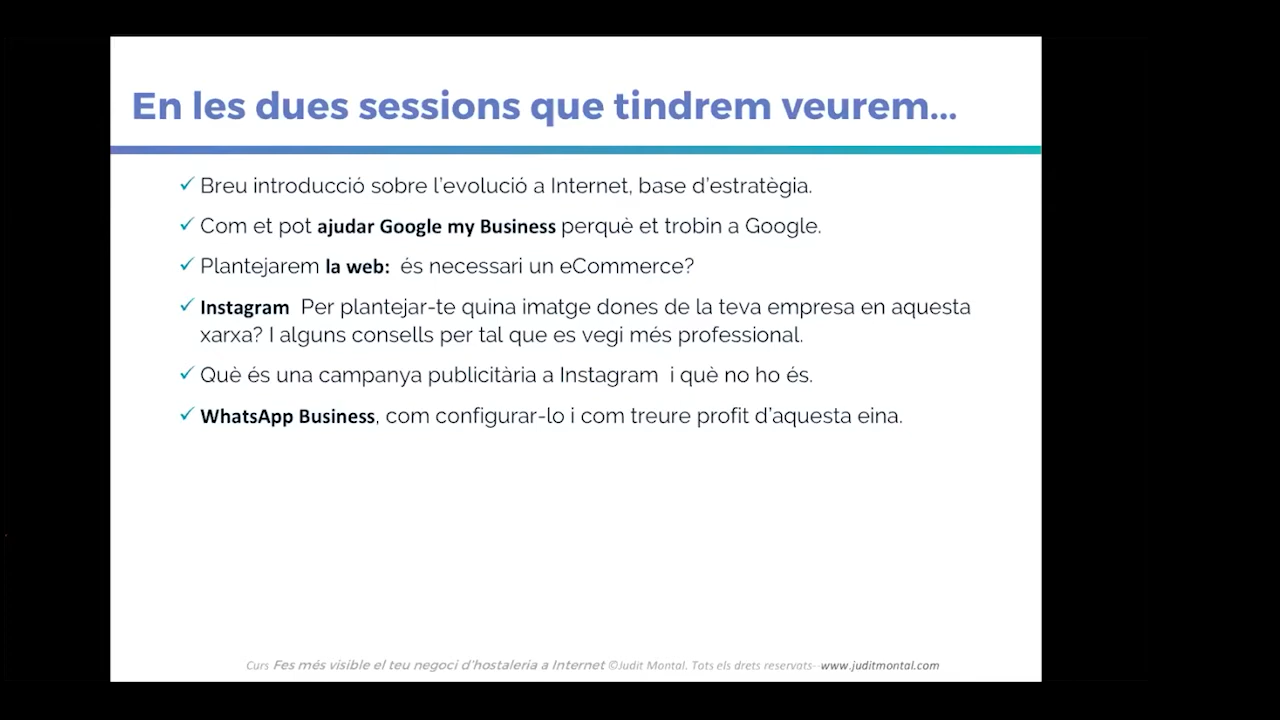 En les dues sessions que tindrem veurem...
✓ Breu introducció sobre l'evolució a Internet, base d'estratègia.
✓ Com et pot ajudar Google my Business perquè et trobin a Google.
✓ Plantejarem la web: és necessari un eCommerce?
✓ Instagram Per plantejar-te quina imatge dones de la teva empresa en aquesta
xarxa? I alguns consells per tal que es vegi més professional.
✓ Què és una campanya publicitària a Instagram i què no ho és.
✓ WhatsApp Business, com configurar-lo i com treure profit d'aquesta eina.
Curs Fes més visible el teu negoci d'hostaleria a Internet ©Judit Montal. Tots els drets reservats--www.juditmontal.com